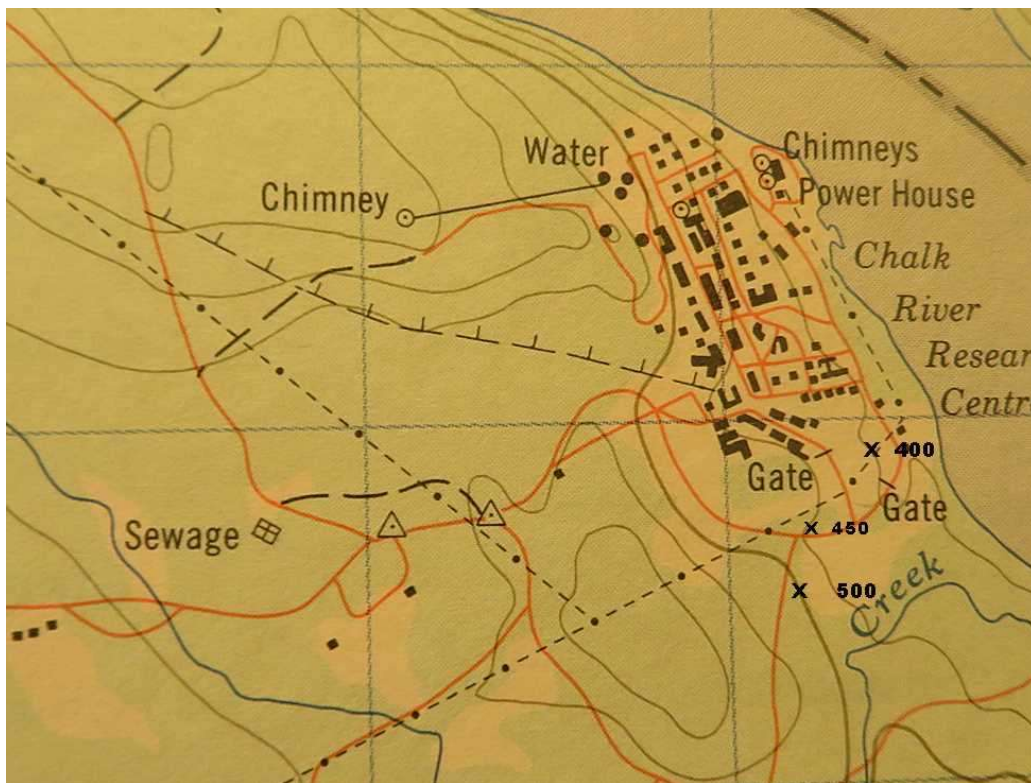 Water
Chimneys
Chimney
Power House
Chalk
River
Resear
Centr
X 400
Gate
Gate
X 450
Sewage
X 500
Creek